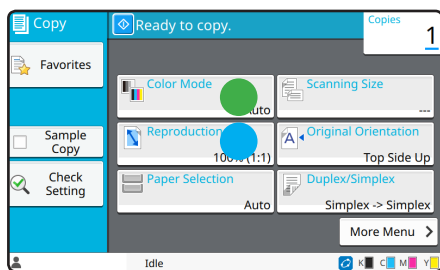 Copy
Ready to copy.
Copies
1
Favorites
Color Mode
Auto
Scanning Size
---
Sample
Copy
Reproduction
100% (1:1)
Original Orientation
Top Side Up
Check
Setting
Paper Selection
Auto
Duplex/Simplex
Simplex -> Simplex
More Menu >
Idle
K C M Y